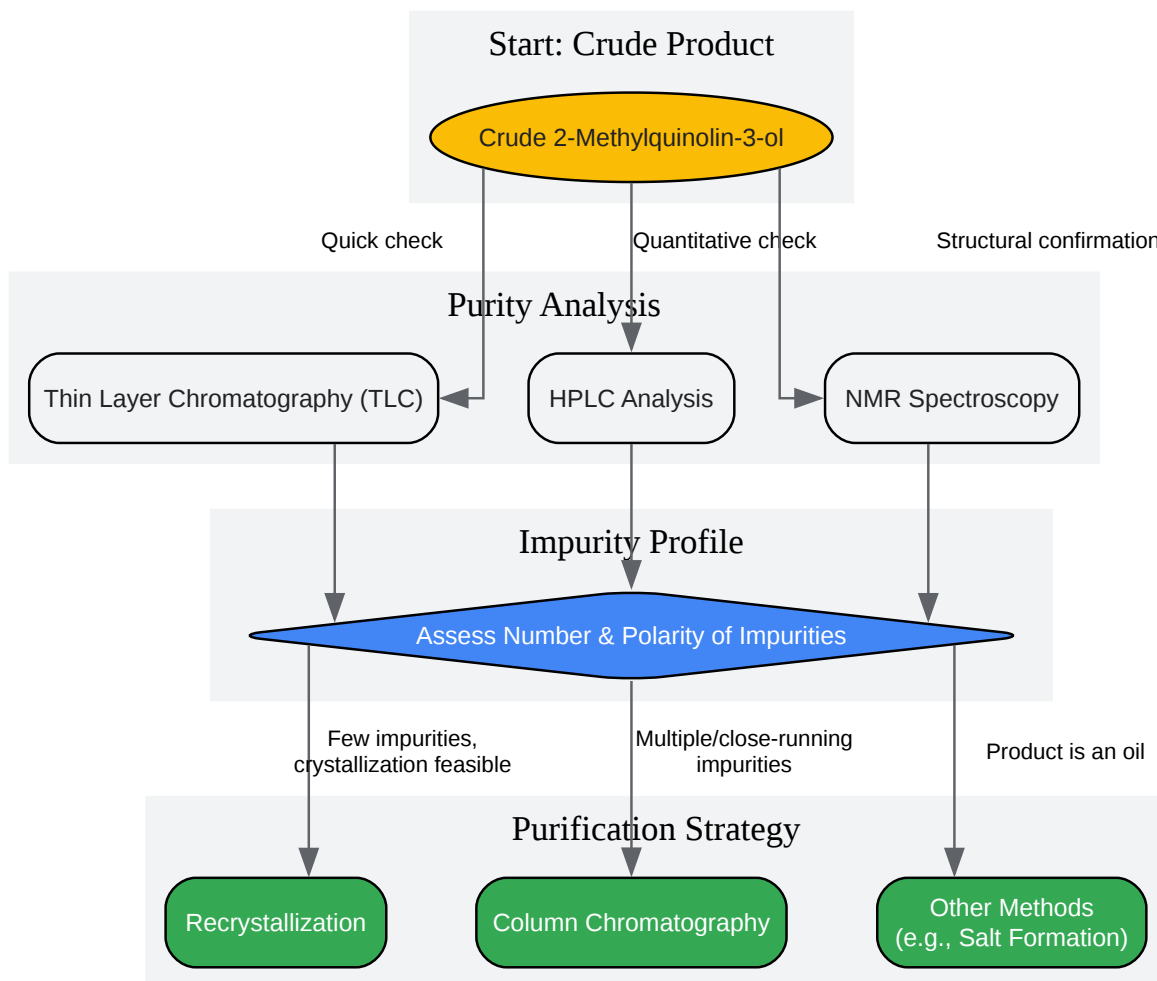 Start: Crude Product
Crude 2-Methylquinolin-3-ol
Quick check
Quantitative check
Structural confirmation
Purity Analysis
Thin Layer Chromatography (TLC)
HPLC Analysis
NMR Spectroscopy
Impurity Profile
Assess Number & Polarity of Impurities
Few impurities,
crystallization feasible
Multiple/close-running
impurities
Product is an oil
Purification Strategy
Recrystallization
Column Chromatography
Other Methods
(e.g., Salt Formation)